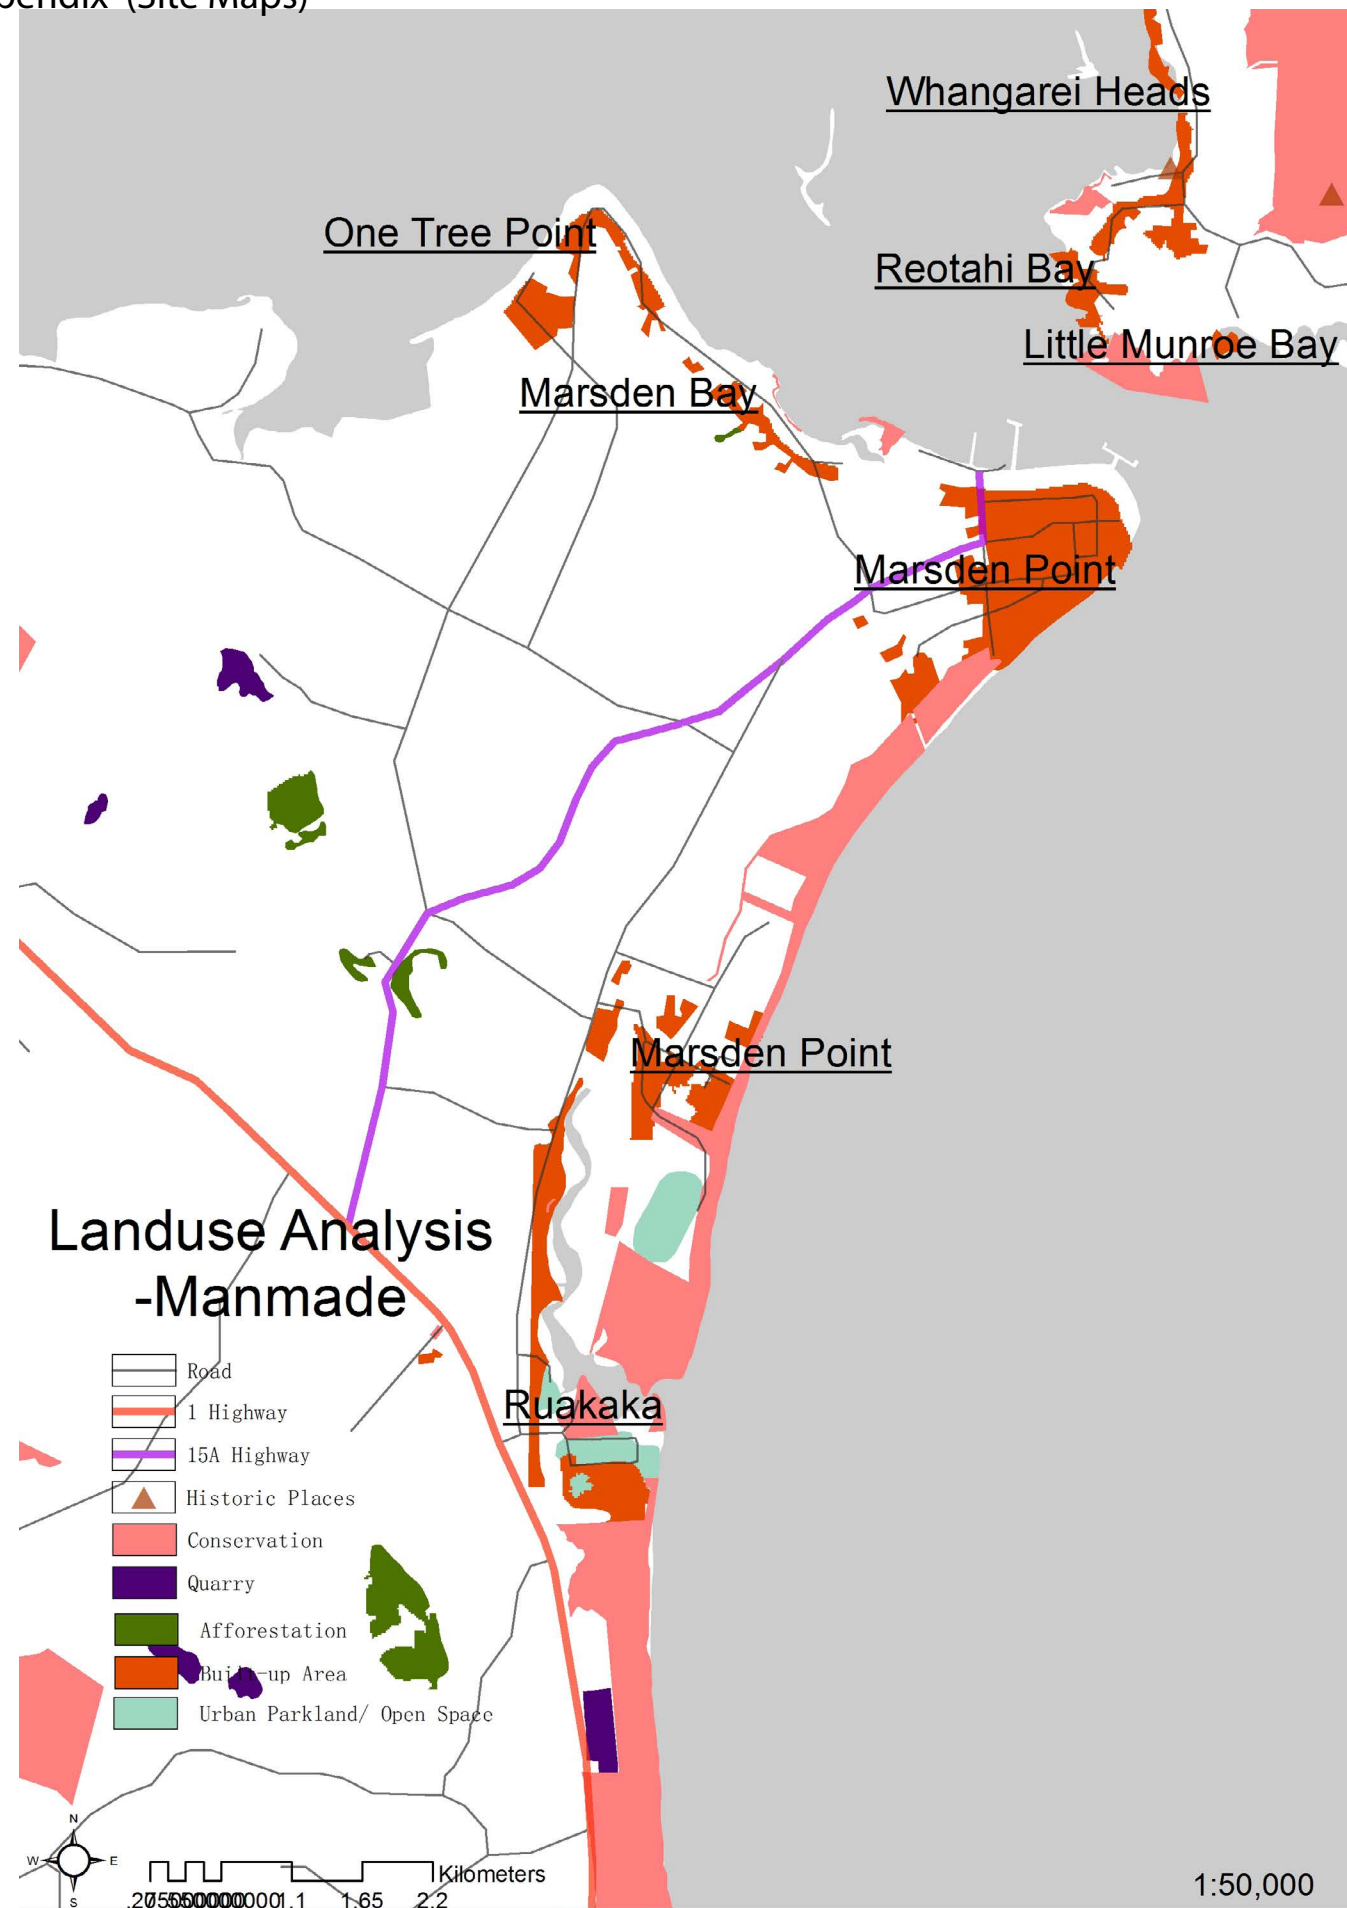 (Site Maps)
Whangarei Heads
One Tree Point
Reotahi Bay
Little Munroe Bay
Marsden Bay
Marsden Point
Marsden Point
Landuse Analysis
-Manmade
Ruakaka
Road
1 Highway
15A Highway
Historic Places
Conservation
Quarry
Afforestation
Built-up Area
Urban Parkland/ Open Space
N
W E
S
Kilometers
1.1 1.65 2.2
1:50,000